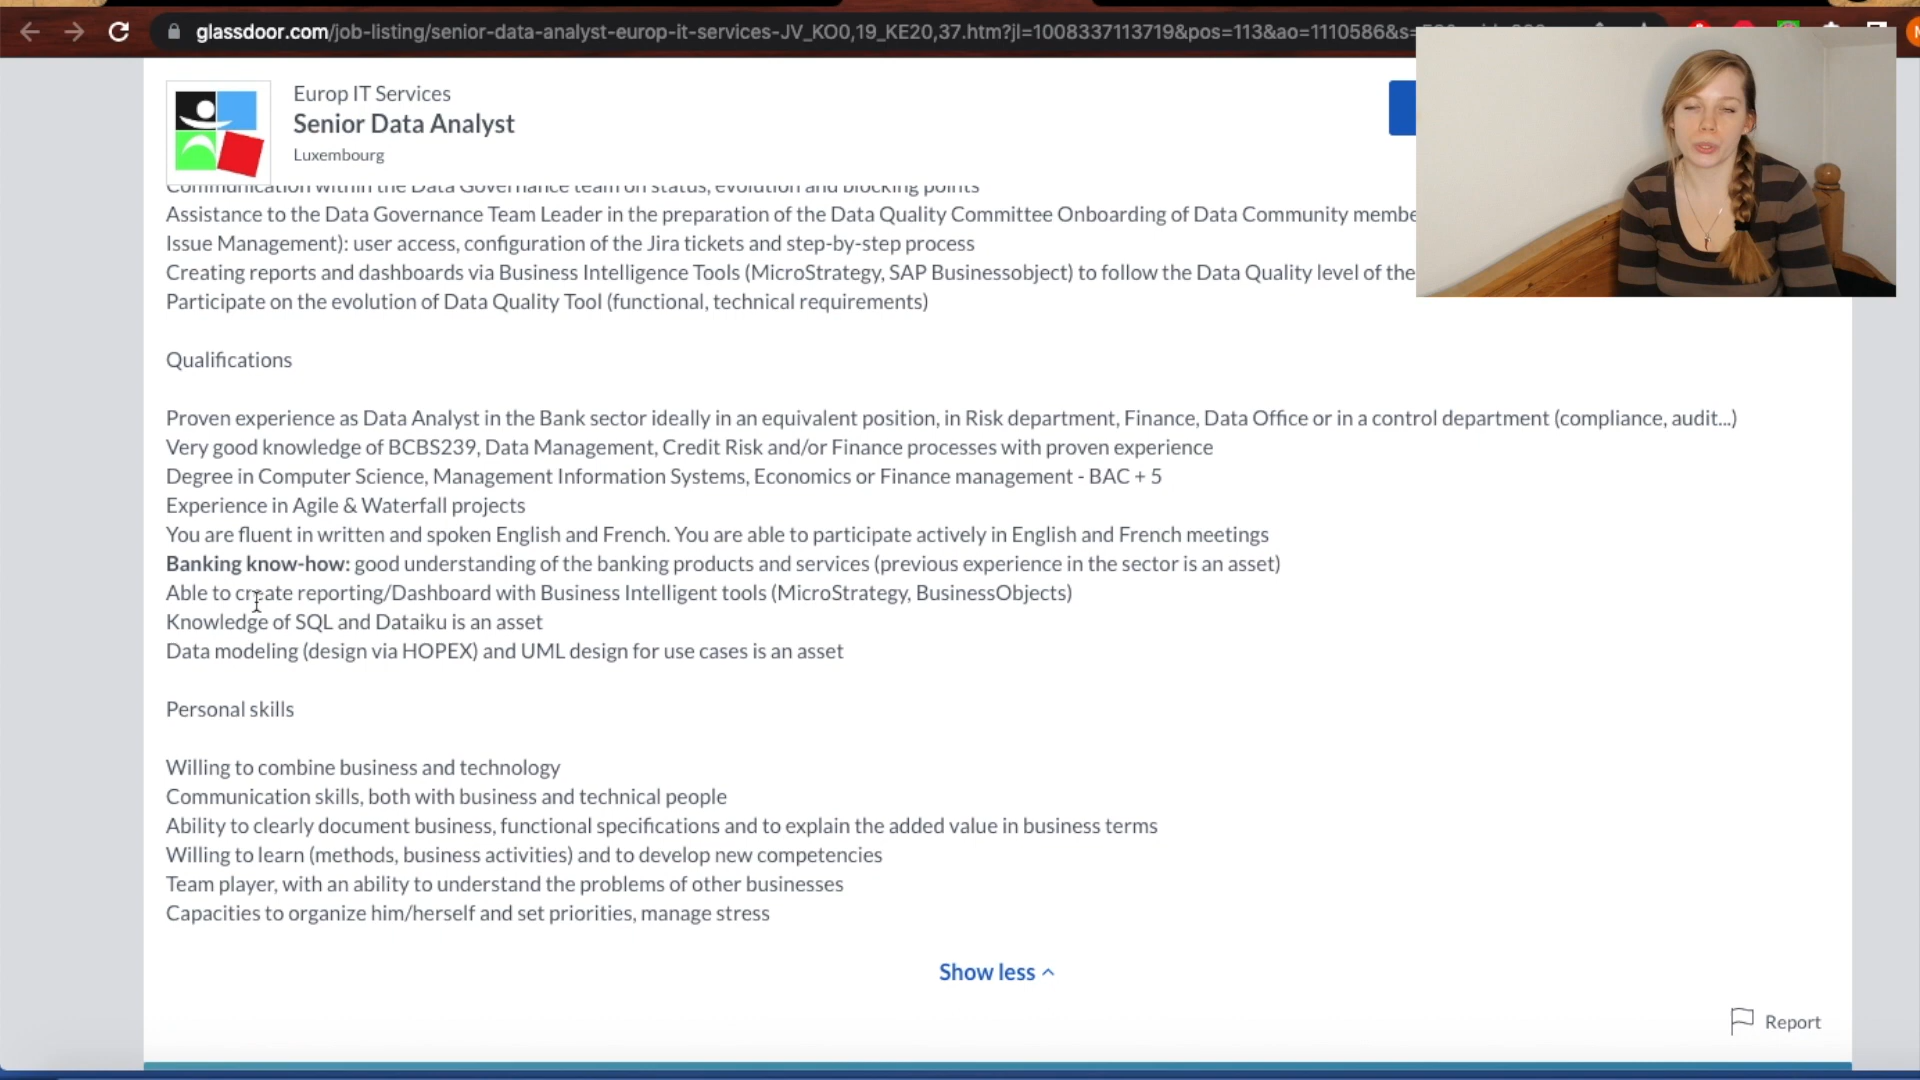 glassdoor.com/job-listing/senior-data-analyst-europ-it-services-JV_KO0,19_KE20,37.htm?jl=1008337113719&pos=113&ao=1110586&s=
Europ IT Services
Senior Data Analyst
Luxembourg
Communication within the Data Governance team on status, evolution and blocking points
Assistance to the Data Governance Team Leader in the preparation of the Data Quality Committee Onboarding of Data Community membe
Issue Management): user access, configuration of the Jira tickets and step-by-step process
Creating reports and dashboards via Business Intelligence Tools (MicroStrategy, SAP Businessobject) to follow the Data Quality level of the
Participate on the evolution of Data Quality Tool (functional, technical requirements)
Qualifications
Proven experience as Data Analyst in the Bank sector ideally in an equivalent position, in Risk department, Finance, Data Office or in a control department (compliance, audit...)
Very good knowledge of BCBS239, Data Management, Credit Risk and/or Finance processes with proven experience
Degree in Computer Science, Management Information Systems, Economics or Finance management - BAC + 5
Experience in Agile & Waterfall projects
You are fluent in written and spoken English and French. You are able to participate actively in English and French meetings
Banking know-how: good understanding of the banking products and services (previous experience in the sector is an asset)
Able to create reporting/Dashboard with Business Intelligent tools (MicroStrategy, BusinessObjects)
Knowledge of SQL and Dataiku is an asset
Data modeling (design via HOPEX) and UML design for use cases is an asset
Personal skills
Willing to combine business and technology
Communication skills, both with business and technical people
Ability to clearly document business, functional specifications and to explain the added value in business terms
Willing to learn (methods, business activities) and to develop new competencies
Team player, with an ability to understand the problems of other businesses
Capacities to organize him/herself and set priorities, manage stress
Show less
Report